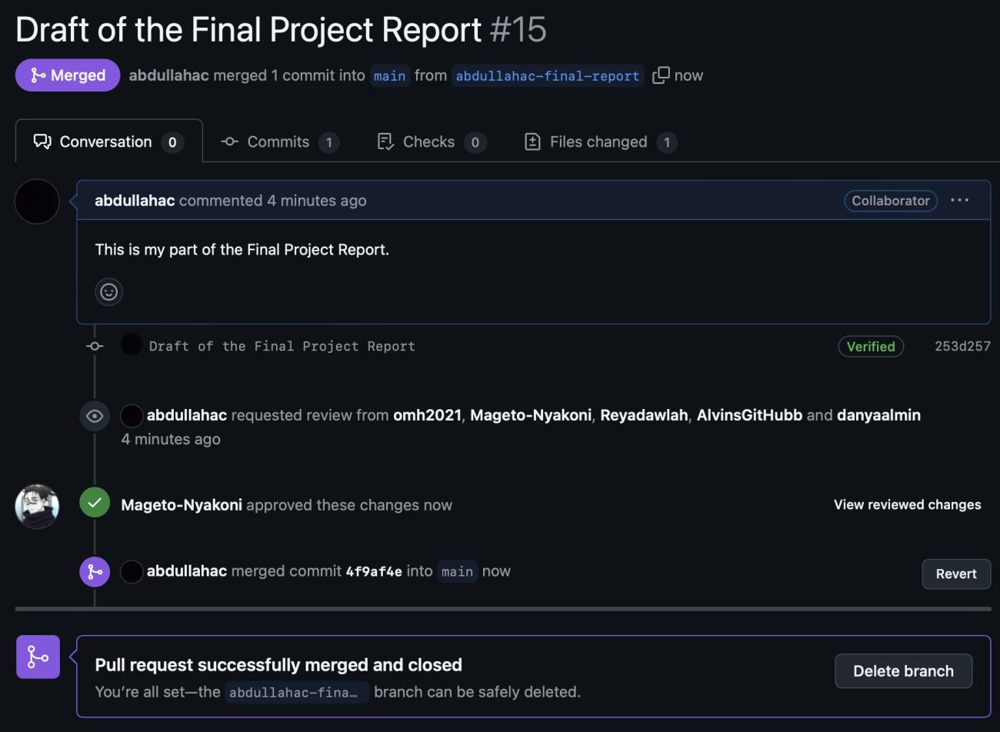 Draft of the Final Project Report #15
Merged abdullahac merged 1 commit into main from abdullahac-final-report now
Conversation 0 Commits 1 Checks 0 Files changed 1
abdullahac commented 4 minutes ago Collaborator ...
This is my part of the Final Project Report.
Draft of the Final Project Report Verified 253d257
abdullahac requested review from omh2021, Mageto-Nyakoni, Reyadawlah, AlvinsGitHubb and danyaalmin
4 minutes ago
Mageto-Nyakoni approved these changes now View reviewed changes
abdullahac merged commit 4f9af4e into main now Revert
Pull request successfully merged and closed
You’re all set—the abdullahac-fina… branch can be safely deleted. Delete branch